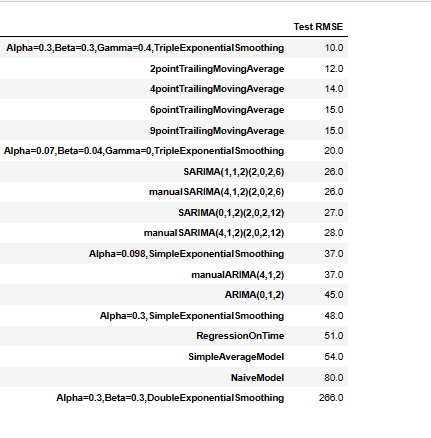 Test RMSE
Alpha=0.3,Beta=0.3,Gamma=0.4,TripleExponentialSmoothing 10.0
2pointTrailingMovingAverage 12.0
4pointTrailingMovingAverage 14.0
6pointTrailingMovingAverage 15.0
9pointTrailingMovingAverage 15.0
Alpha=0.07,Beta=0.04,Gamma=0,TripleExponentialSmoothing 20.0
SARIMA(1,1,2)(2,0,2,6) 26.0
manualSARIMA(4,1,2)(2,0,2,6) 26.0
SARIMA(0,1,2)(2,0,2,12) 27.0
manualSARIMA(4,1,2)(2,0,2,12) 28.0
Alpha=0.098,SimpleExponentialSmoothing 37.0
manualARIMA(4,1,2) 37.0
ARIMA(0,1,2) 45.0
Alpha=0.3,SimpleExponentialSmoothing 48.0
RegressionOnTime 51.0
SimpleAverageModel 54.0
NaiveModel 80.0
Alpha=0.3,Beta=0.3,DoubleExponentialSmoothing 266.0